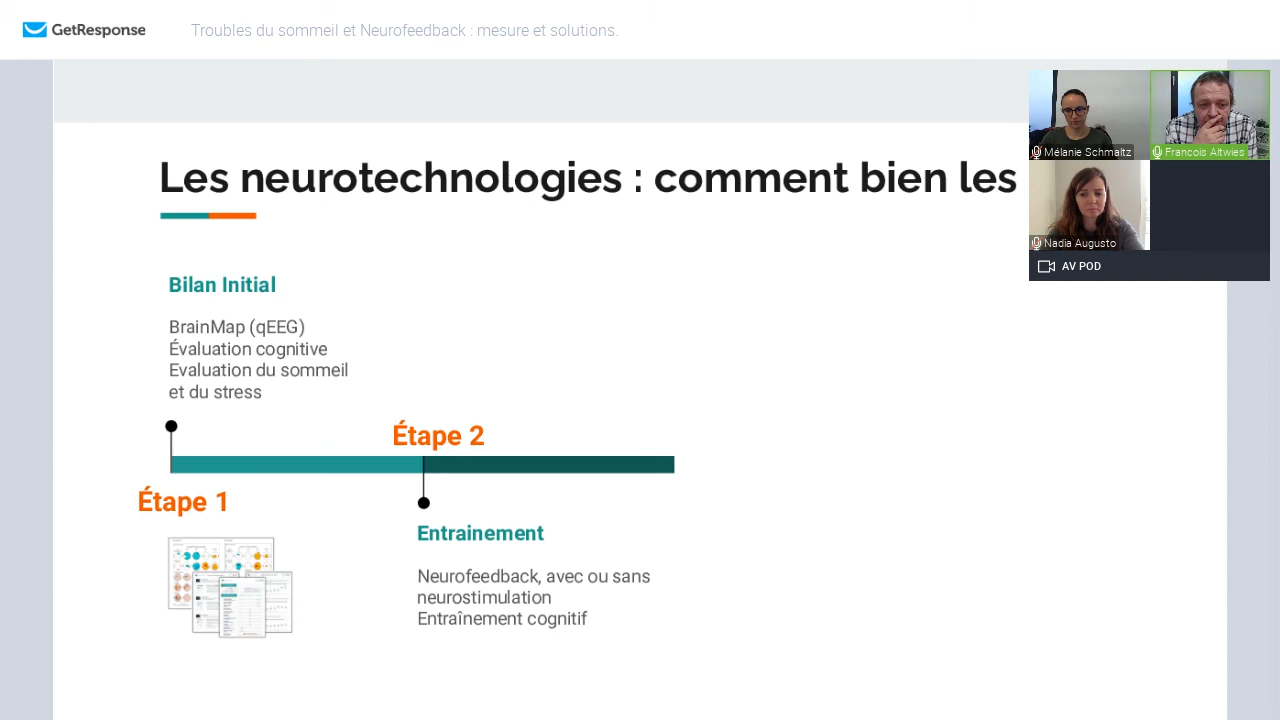 GetResponse
Troubles du sommeil et Neurofeedback : mesure et solutions.
Mélanie Schmaltz
Francois Altwies
Nadia Augusto
AV POD
Les neurotechnologies : comment bien les
Bilan Initial
BrainMap (qEEG)
Évaluation cognitive
Evaluation du sommeil
et du stress
Étape 2
Étape 1
Entrainement
Neurofeedback, avec ou sans
neurostimulation
Entraînement cognitif